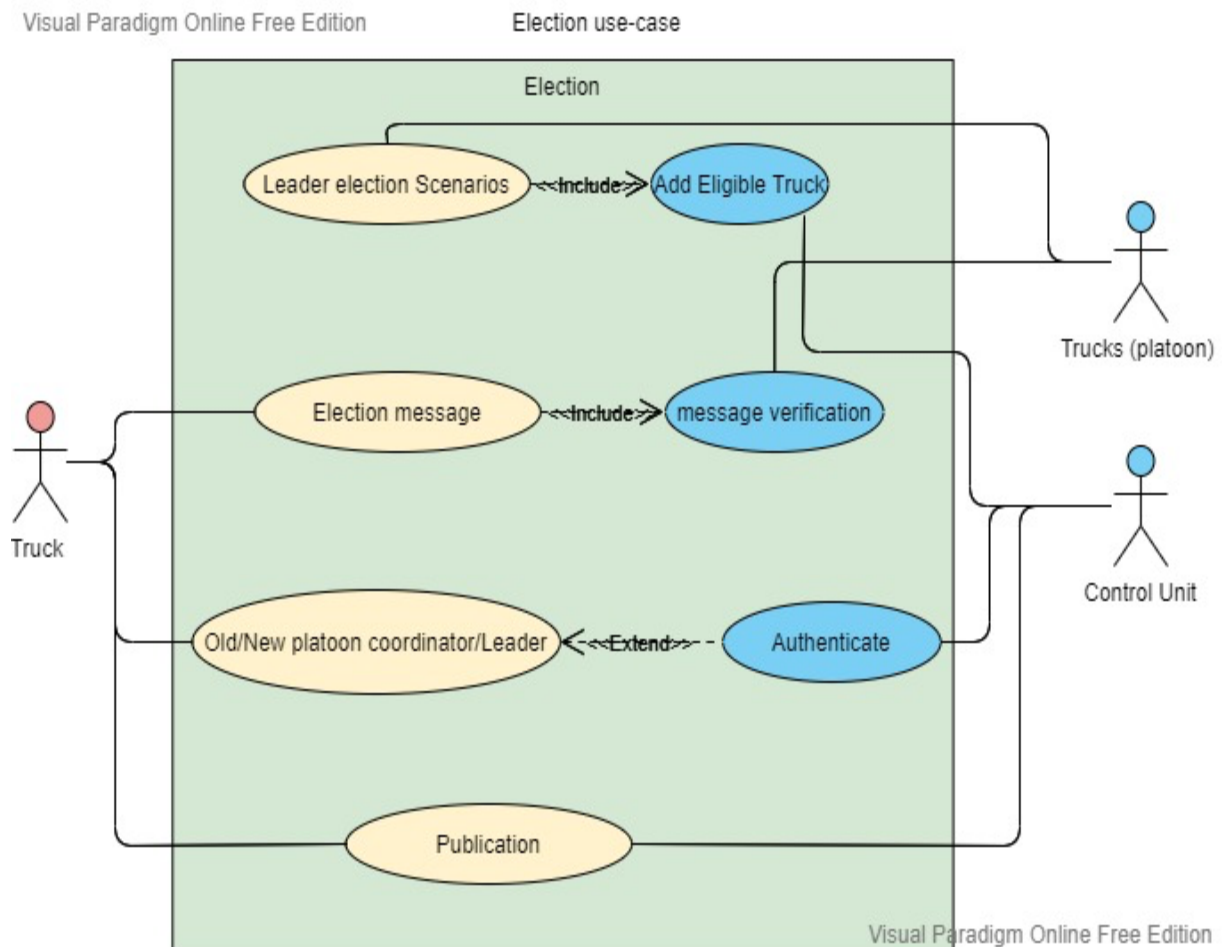 Visual Paradigm Online Free Edition
Election use-case
Election
Leader election Scenarios
<<Include>>
Add Eligible Truck
Trucks (platoon)
Election message
<<Include>>
message verification
Truck
Control Unit
Old/New platoon coordinator/Leader
<<Extend>>
Authenticate
Publication
Visual Paradigm Online Free Edition